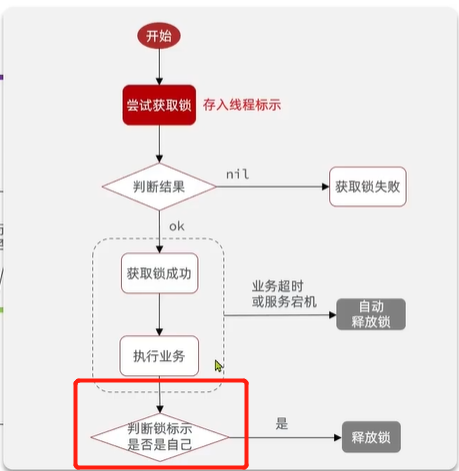 开始
尝试获取锁
存入线程标示
判断结果
nil
获取锁失败
ok
获取锁成功
业务超时
或服务宕机
自动
释放锁
执行业务
判断锁标示
是否是自己
是
释放锁